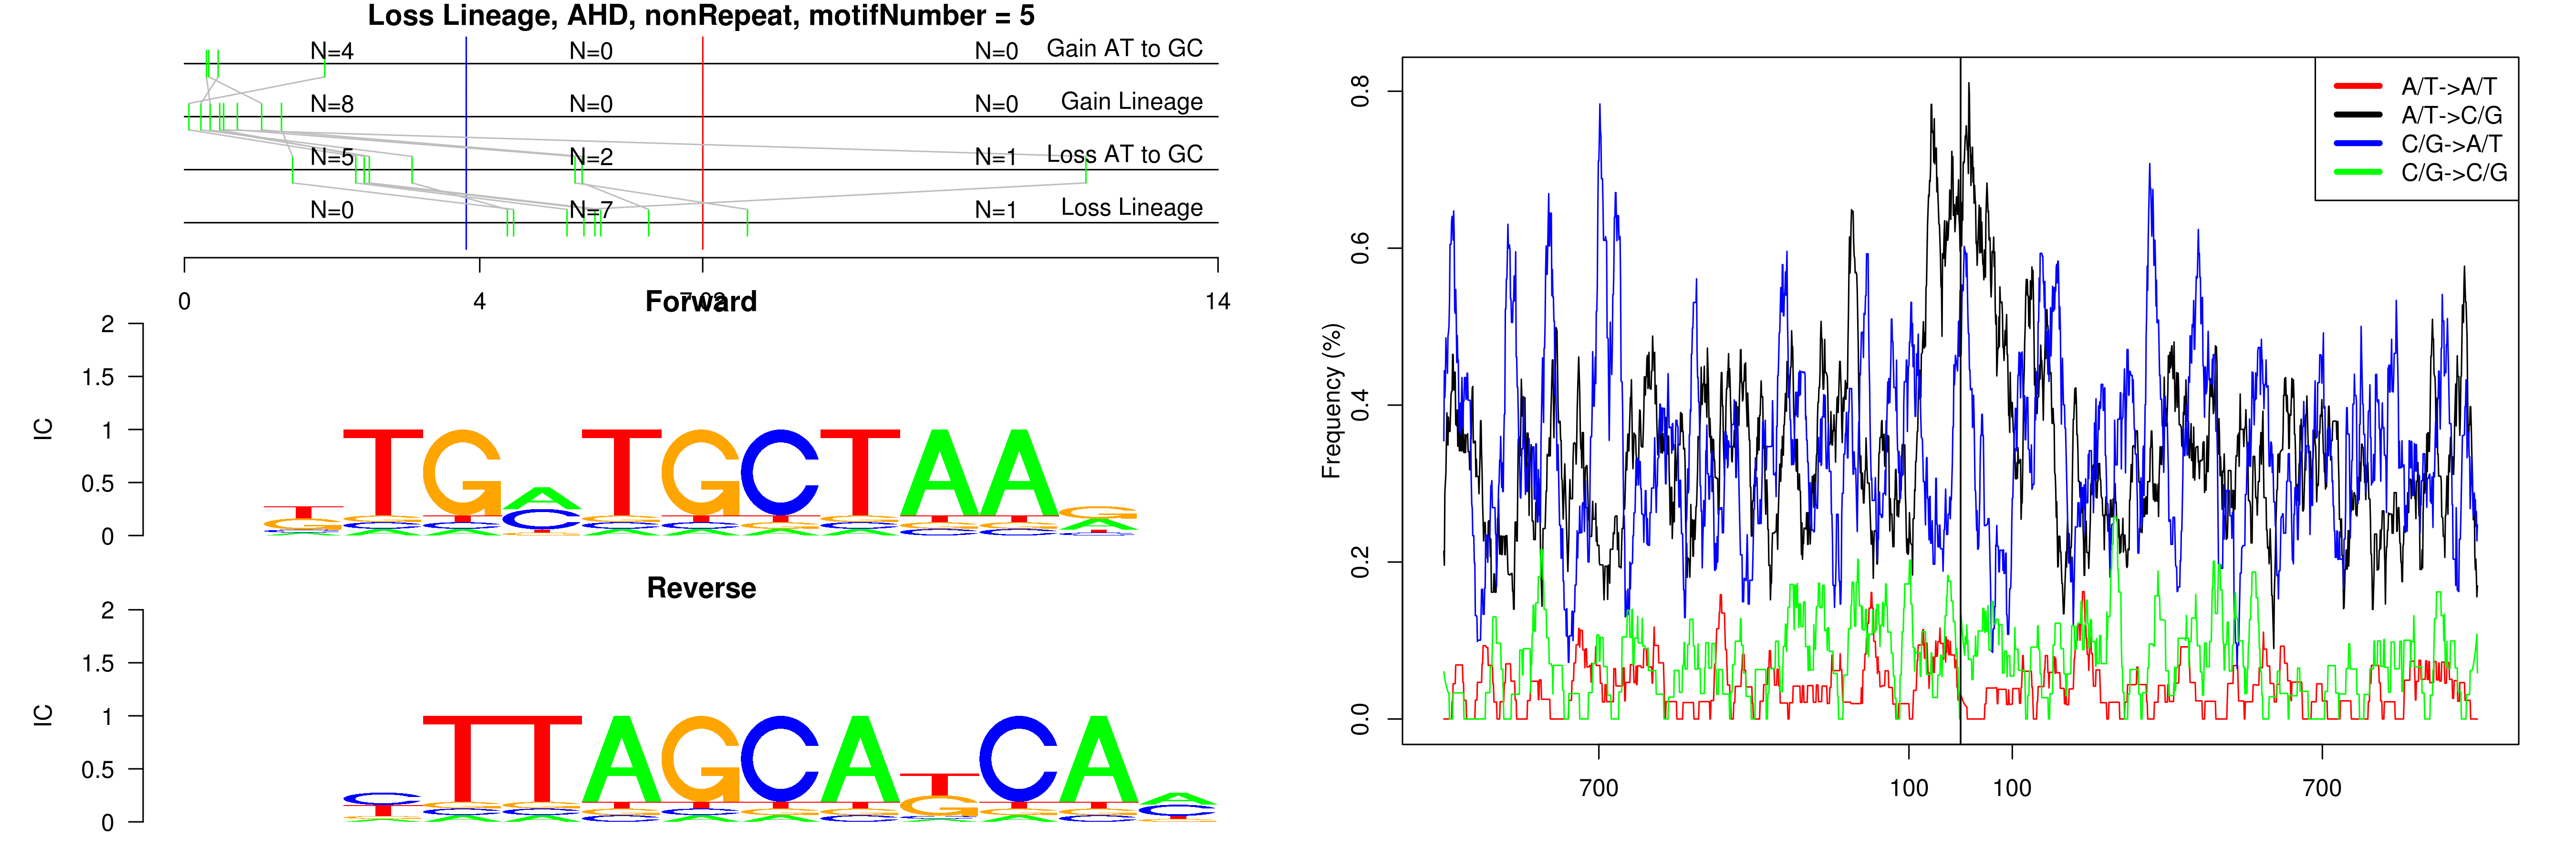 Loss Lineage, AHD, nonRepeat, motifNumber = 5
N=4 N=0 N=0 Gain AT to GC
N=8 N=0 N=0 Gain Lineage
N=5 N=2 N=1 Loss AT to GC
N=0 N=7 N=1 Loss Lineage
0 4 14
Forward
IC
2
1.5
1
0.5
0
T G A T G C T A A
Reverse
IC
2
1.5
1
0.5
0
T T A G C A T C A
Frequency (%)
0.8
0.6
0.4
0.2
0.0
700 100 100 700
A/T->A/T
A/T->C/G
C/G->A/T
C/G->C/G